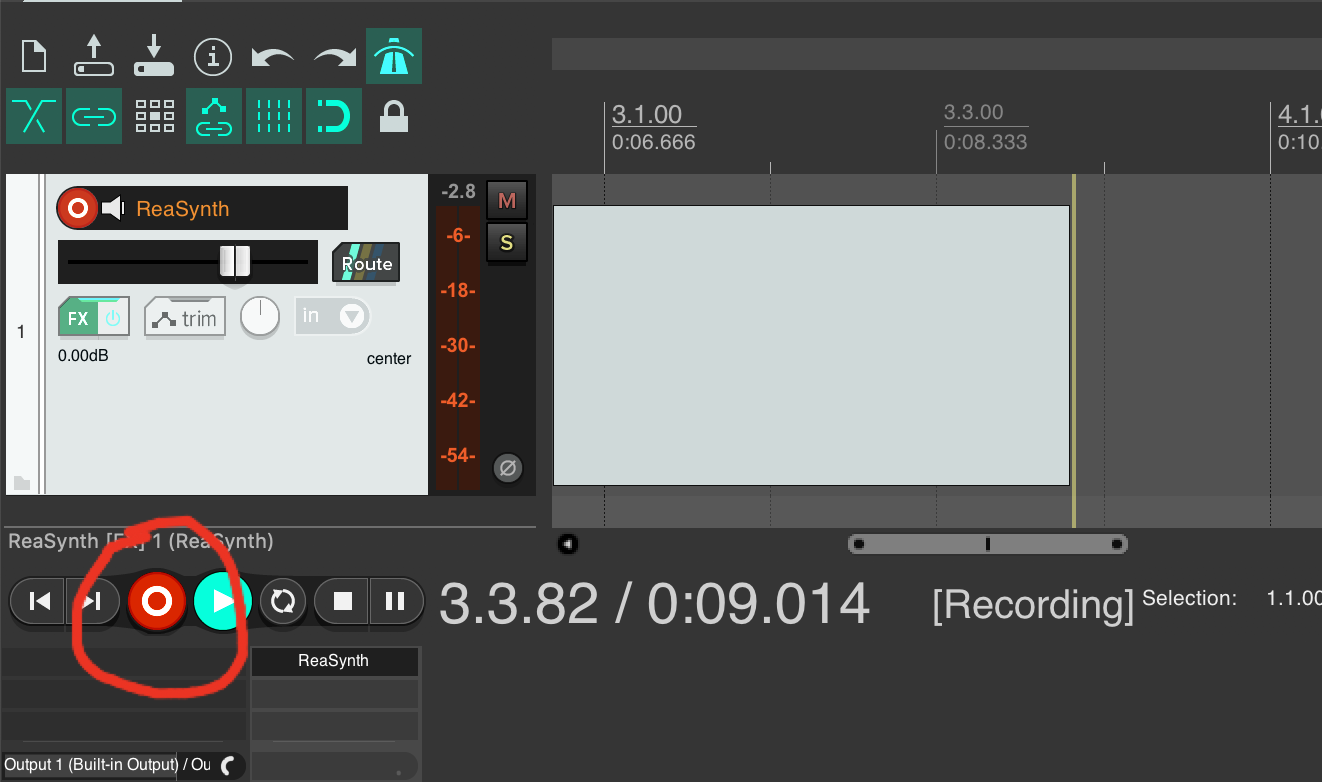 3.1.00
0:06.666
3.3.00
0:08.333
4.1.
0:10
ReaSynth
-2.8
M
S
-6-
-18-
-30-
-42-
-54-
Route
FX
trim
in
0.00dB
center
1
ReaSynth [FX] 1 (ReaSynth)
3.3.82 / 0:09.014
[Recording]
Selection:
1.1.00
ReaSynth
Output 1 (Built-in Output) / Ou